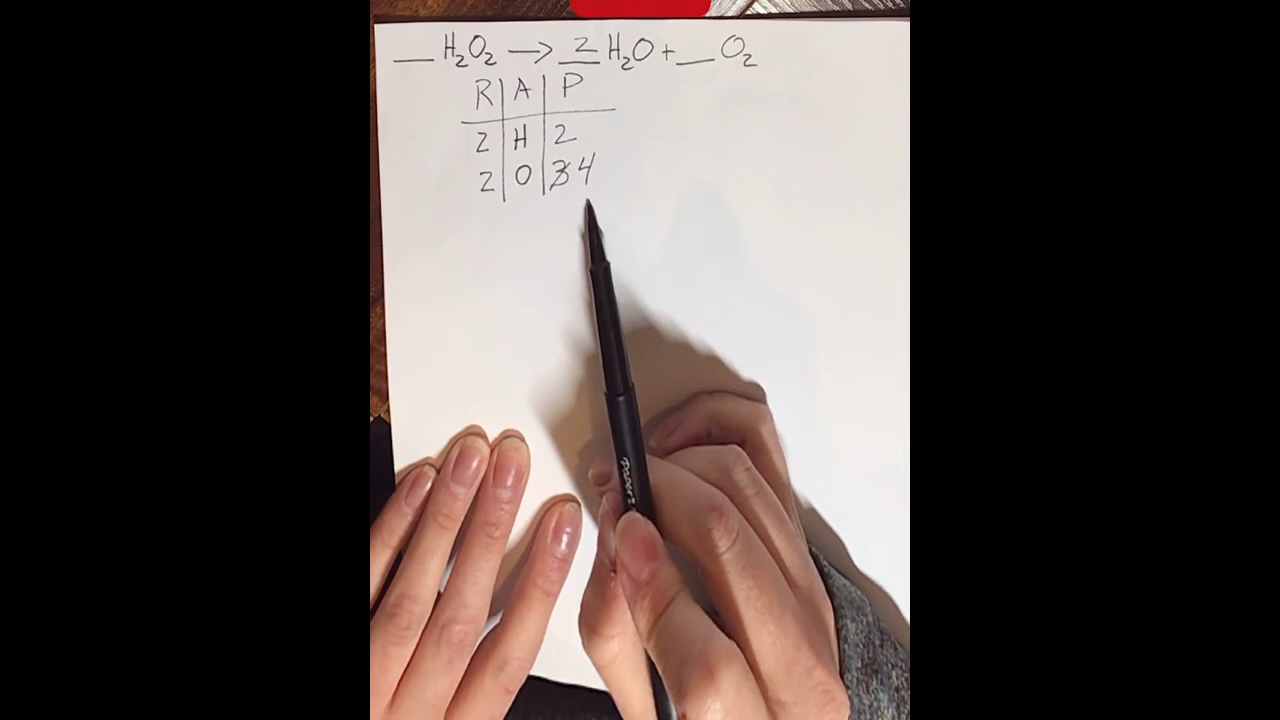 __ H₂O₂ → 2 H₂O + __ O₂
R | A | P
2 | H | 2
2 | O | 3 4